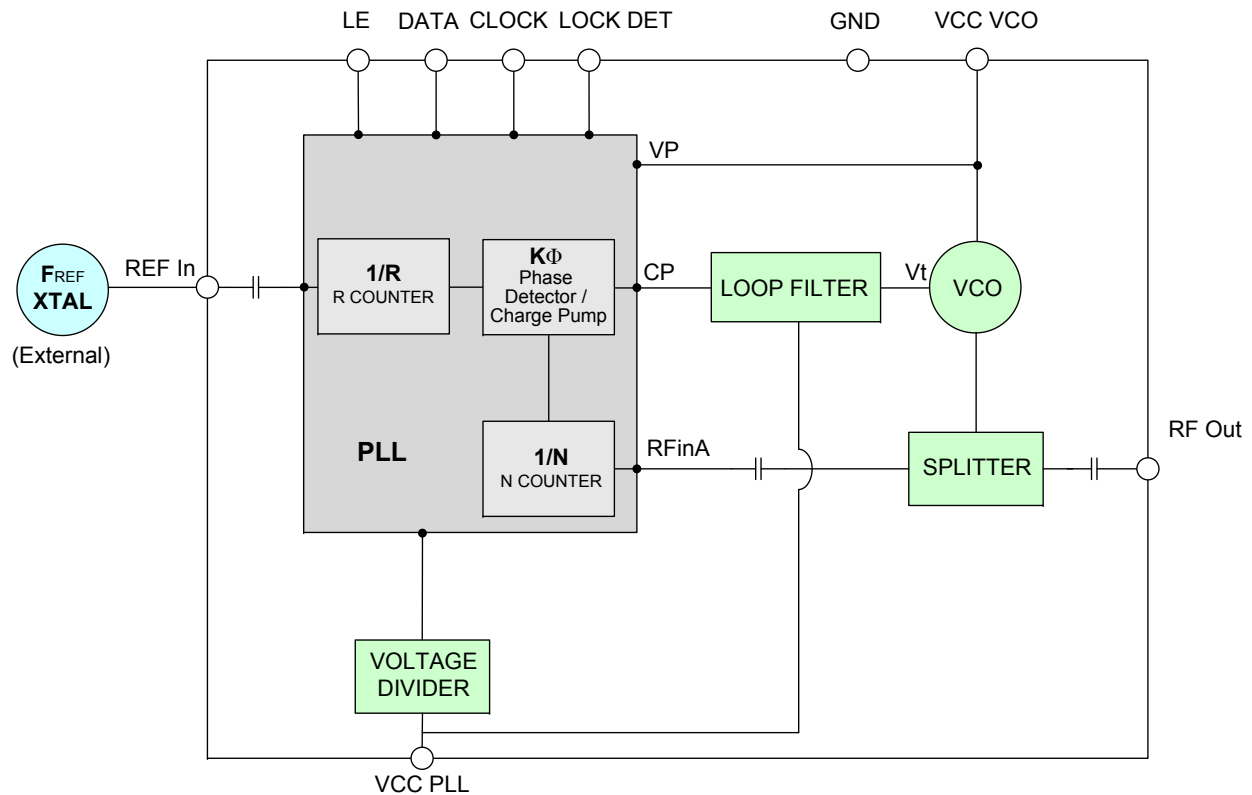 LE DATA CLOCK LOCK DET GND VCC VCO
VP
FREF
XTAL
(External)
REF In
1/R
R COUNTER
KΦ
Phase
Detector /
Charge Pump
CP
LOOP FILTER
Vt
VCO
PLL
1/N
N COUNTER
RFinA
SPLITTER
RF Out
VOLTAGE
DIVIDER
VCC PLL